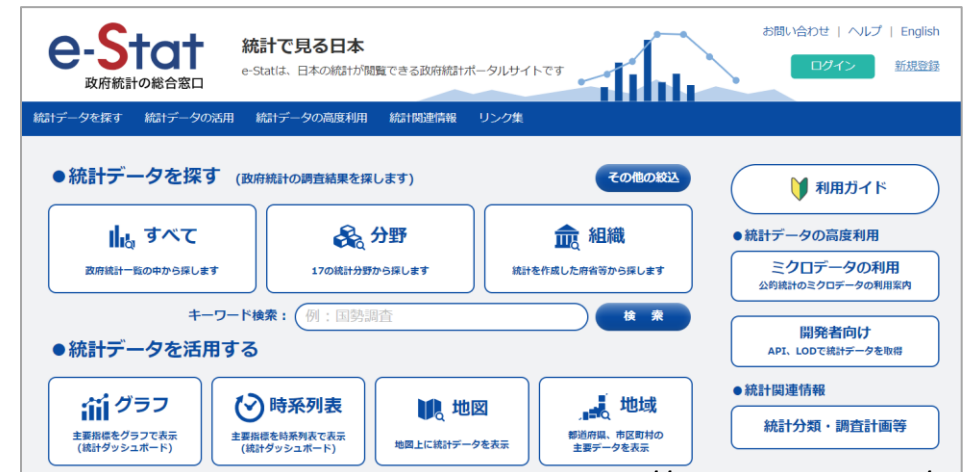 e-Stat
政府統計の総合窓口
統計で見る日本
e-Statは、日本の統計が閲覧できる政府統計ポータルサイトです
お問い合わせ | ヘルプ | English
ログイン 新規登録
統計データを探す 統計データの活用 統計データの高度利用 統計関連情報 リンク集
●統計データを探す (政府統計の調査結果を探します)
その他の絞込
すべて
政府統計一覧の中から探します
分野
17の統計分野から探します
組織
統計を作成した府省等から探します
キーワード検索： 例：国勢調査 検 索
●統計データを活用する
グラフ
主要指標をグラフで表示
(統計ダッシュボード)
時系列表
主要指標を時系列表で表示
(統計ダッシュボード)
地図
地図上に統計データを表示
地域
都道府県、市区町村の
主要データを表示
利用ガイド
●統計データの高度利用
ミクロデータの利用
公的統計のミクロデータの利用案内
開発者向け
API、LODで統計データを取得
●統計関連情報
統計分類・調査計画等